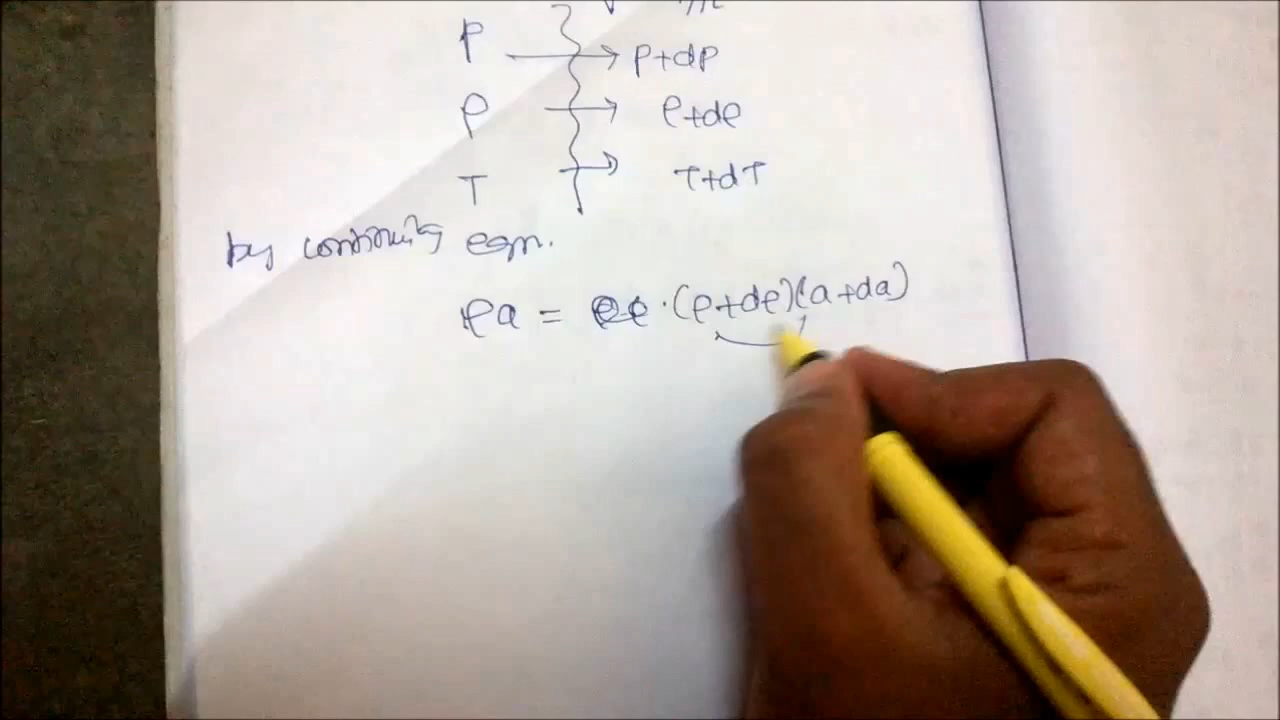 P → P+dP
ρ → ρ+dρ
T → T+dT
by continuity eqn.
ρa = (ρ+dρ)(a+da)